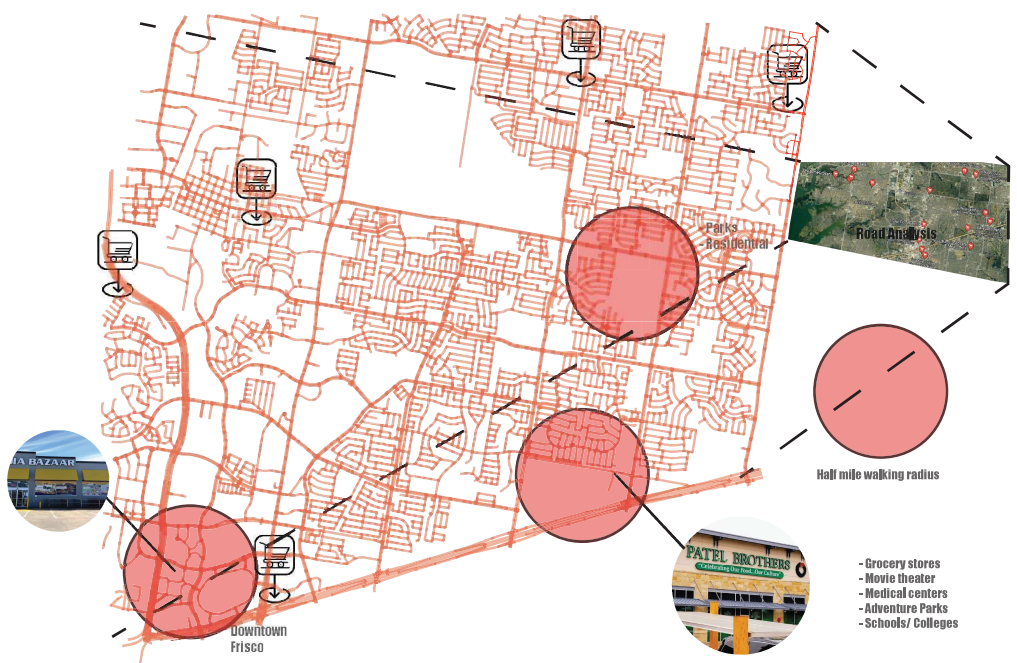 - Parks
- Residential
Road Analysis
IA BAZAAR
Half mile walking radius
PATEL BROTHERS
"Celebrating Our Food...Our Culture"
- Grocery stores
- Movie theater
- Medical centers
- Adventure Parks
- Schools/ Colleges
Downtown
Frisco